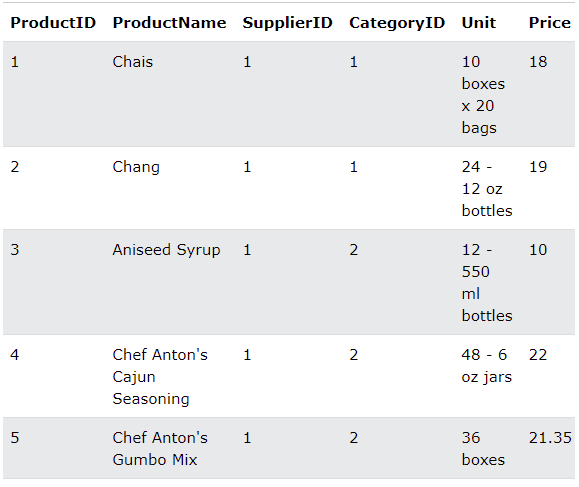 ProductID ProductName SupplierID CategoryID Unit Price
1 Chais 1 1 10 18
boxes
x 20
bags
2 Chang 1 1 24 - 19
12 oz
bottles
3 Aniseed Syrup 1 2 12 - 10
550
ml
bottles
4 Chef Anton's 1 2 48 - 6 22
Cajun oz jars
Seasoning
5 Chef Anton's 1 2 36 21.35
Gumbo Mix boxes